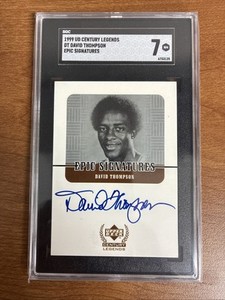 SGC
1999 UD CENTURY LEGENDS
DT DAVID THOMPSON
EPIC SIGNATURES
7
NM
EPIC SIGNATURES
DAVID THOMPSON
David Thompson
UPPER DECK
CENTURY
LEGENDS